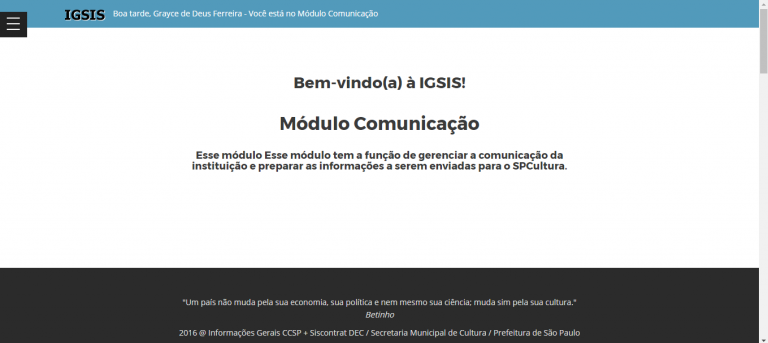 IGSIS Boa tarde, Grayce de Deus Ferreira - Você está no Módulo Comunicação
Bem-vindo(a) à IGSIS!
Módulo Comunicação
Esse módulo Esse módulo tem a função de gerenciar a comunicação da
instituição e preparar as informações a serem enviadas para o SPCultura.
"Um país não muda pela sua economia, sua política e nem mesmo sua ciência; muda sim pela sua cultura."
Betinho
2016 @ Informações Gerais CCSP + Siscontrat DEC / Secretaria Municipal de Cultura / Prefeitura de São Paulo